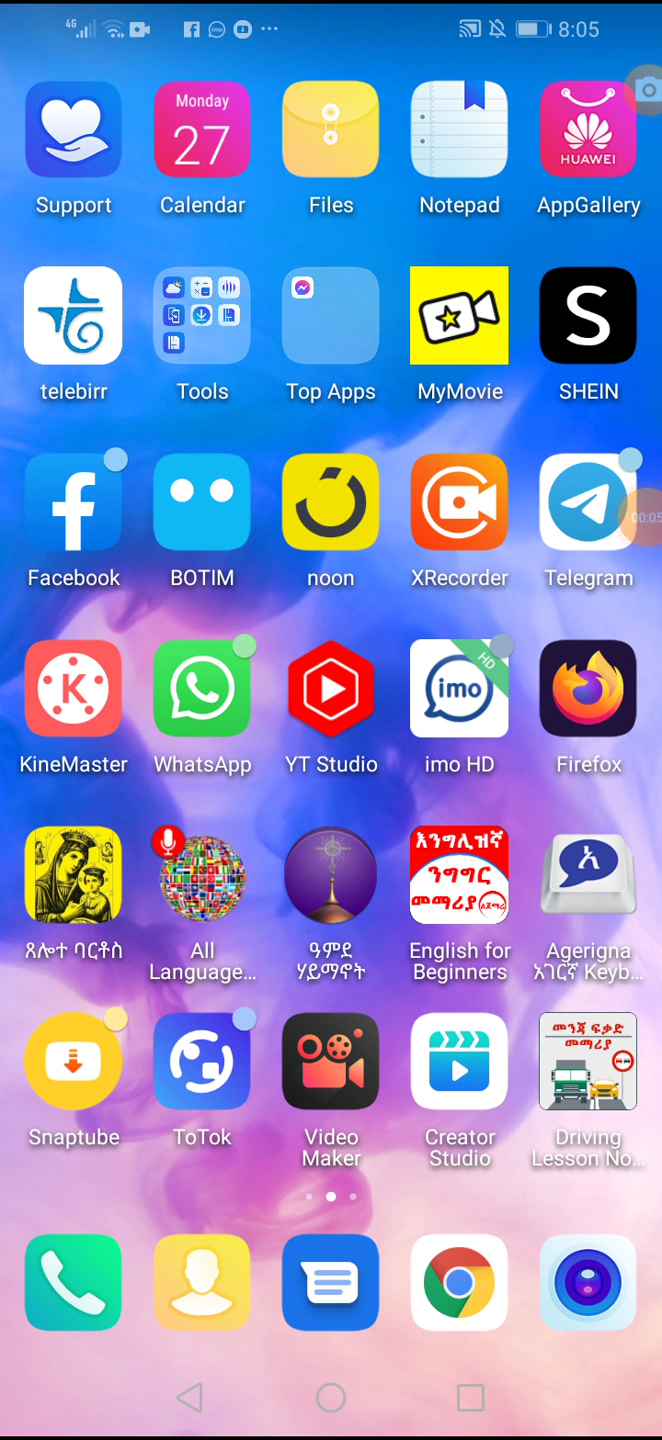 4G
8:05
Monday
27
HUAWEI
Support
Calendar
Files
Notepad
AppGallery
S
telebirr
Tools
Top Apps
MyMovie
SHEIN
00:05
Facebook
BOTIM
noon
XRecorder
Telegram
K
imo
HD
KineMaster
WhatsApp
YT Studio
imo HD
Firefox
እንግሊዝኛ
ንግግር
መማሪያ
ለጀማሪ
አ
ጸሎተ ባርቶስ
All
Language...
ዓምደ
ሃይማኖት
English for
Beginners
Agerigna
አገርኛ Keyb...
መንጃ ፍቃድ
መማሪያ
Snaptube
ToTok
Video
Maker
Creator
Studio
Driving
Lesson No...